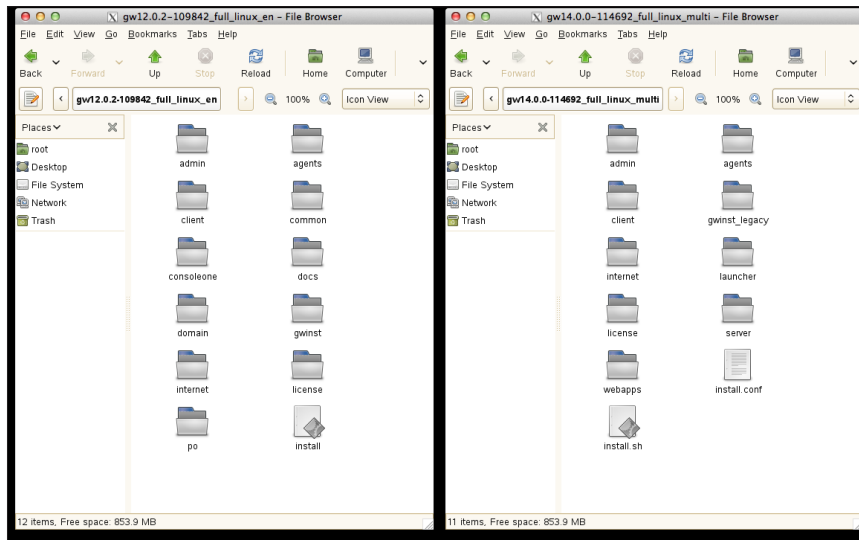 gw12.0.2-109842_full_linux_en – File Browser
File Edit View Go Bookmarks Tabs Help
Back Forward Up Stop Reload Home Computer
gw12.0.2-109842_full_linux_en 100% Icon View
Places
root
Desktop
File System
Network
Trash
admin agents
client common
consoleone docs
domain gwinst
internet license
po install
12 items, Free space: 853.9 MB
gw14.0.0-114692_full_linux_multi – File Browser
File Edit View Go Bookmarks Tabs Help
Back Forward Up Stop Reload Home Computer
gw14.0.0-114692_full_linux_multi 100% Icon View
Places
root
Desktop
File System
Network
Trash
admin agents
client gwinst_legacy
internet launcher
license server
webapps install.conf
install.sh
11 items, Free space: 853.9 MB